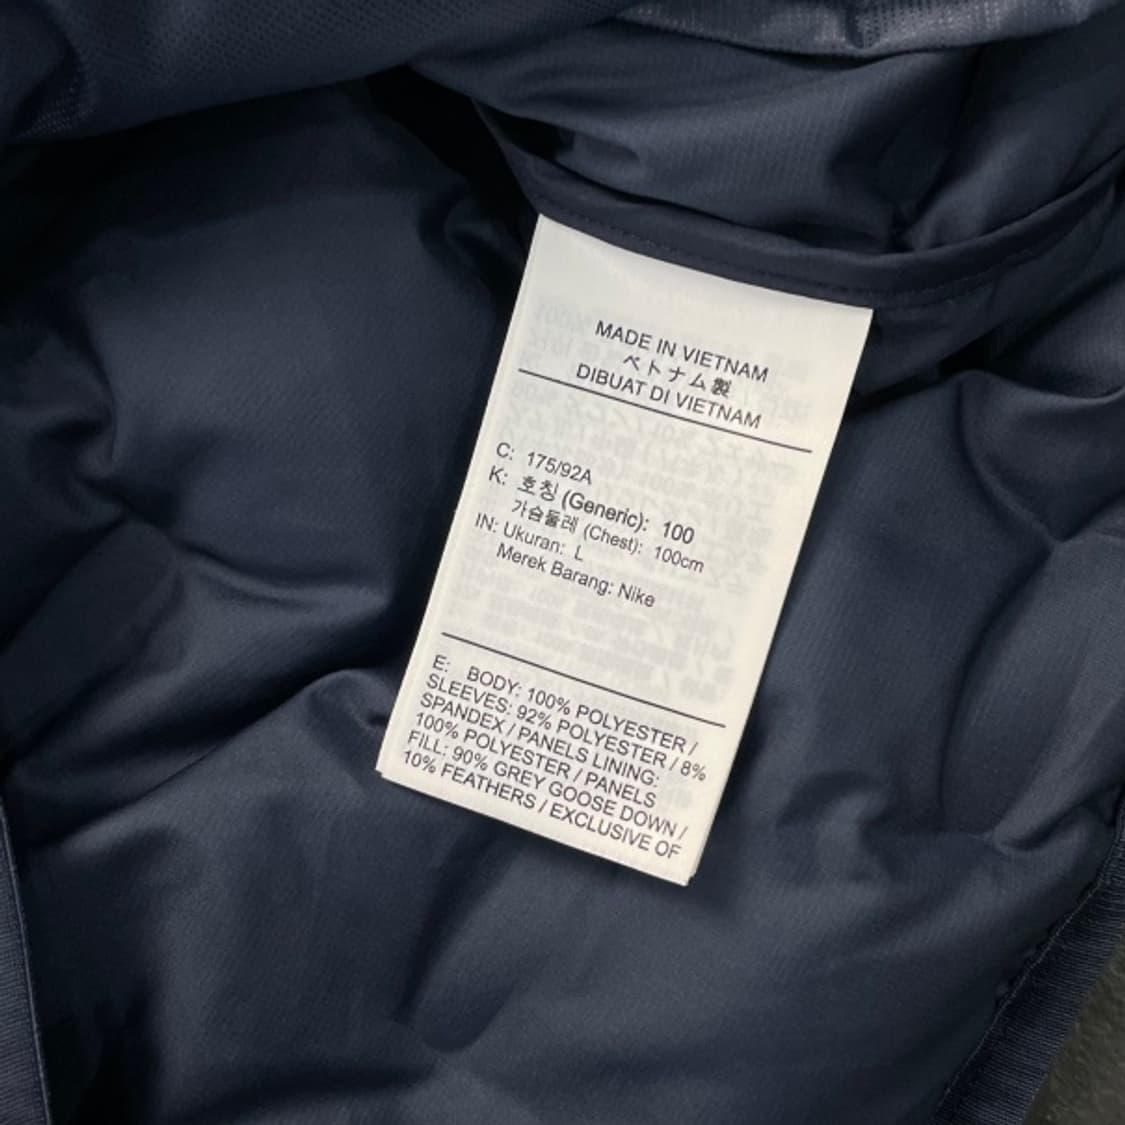 MADE IN VIETNAM
ベトナム製
DIBUAT DI VIETNAM
C: 175/92A
K: 호칭 (Generic): 100
가슴둘레 (Chest): 100cm
IN: Ukuran: L
Merek Barang: Nike
E: BODY: 100% POLYESTER /
SLEEVES: 92% POLYESTER / 8%
SPANDEX / PANELS LINING:
100% POLYESTER / PANELS
FILL: 90% GREY GOOSE DOWN /
10% FEATHERS / EXCLUSIVE OF